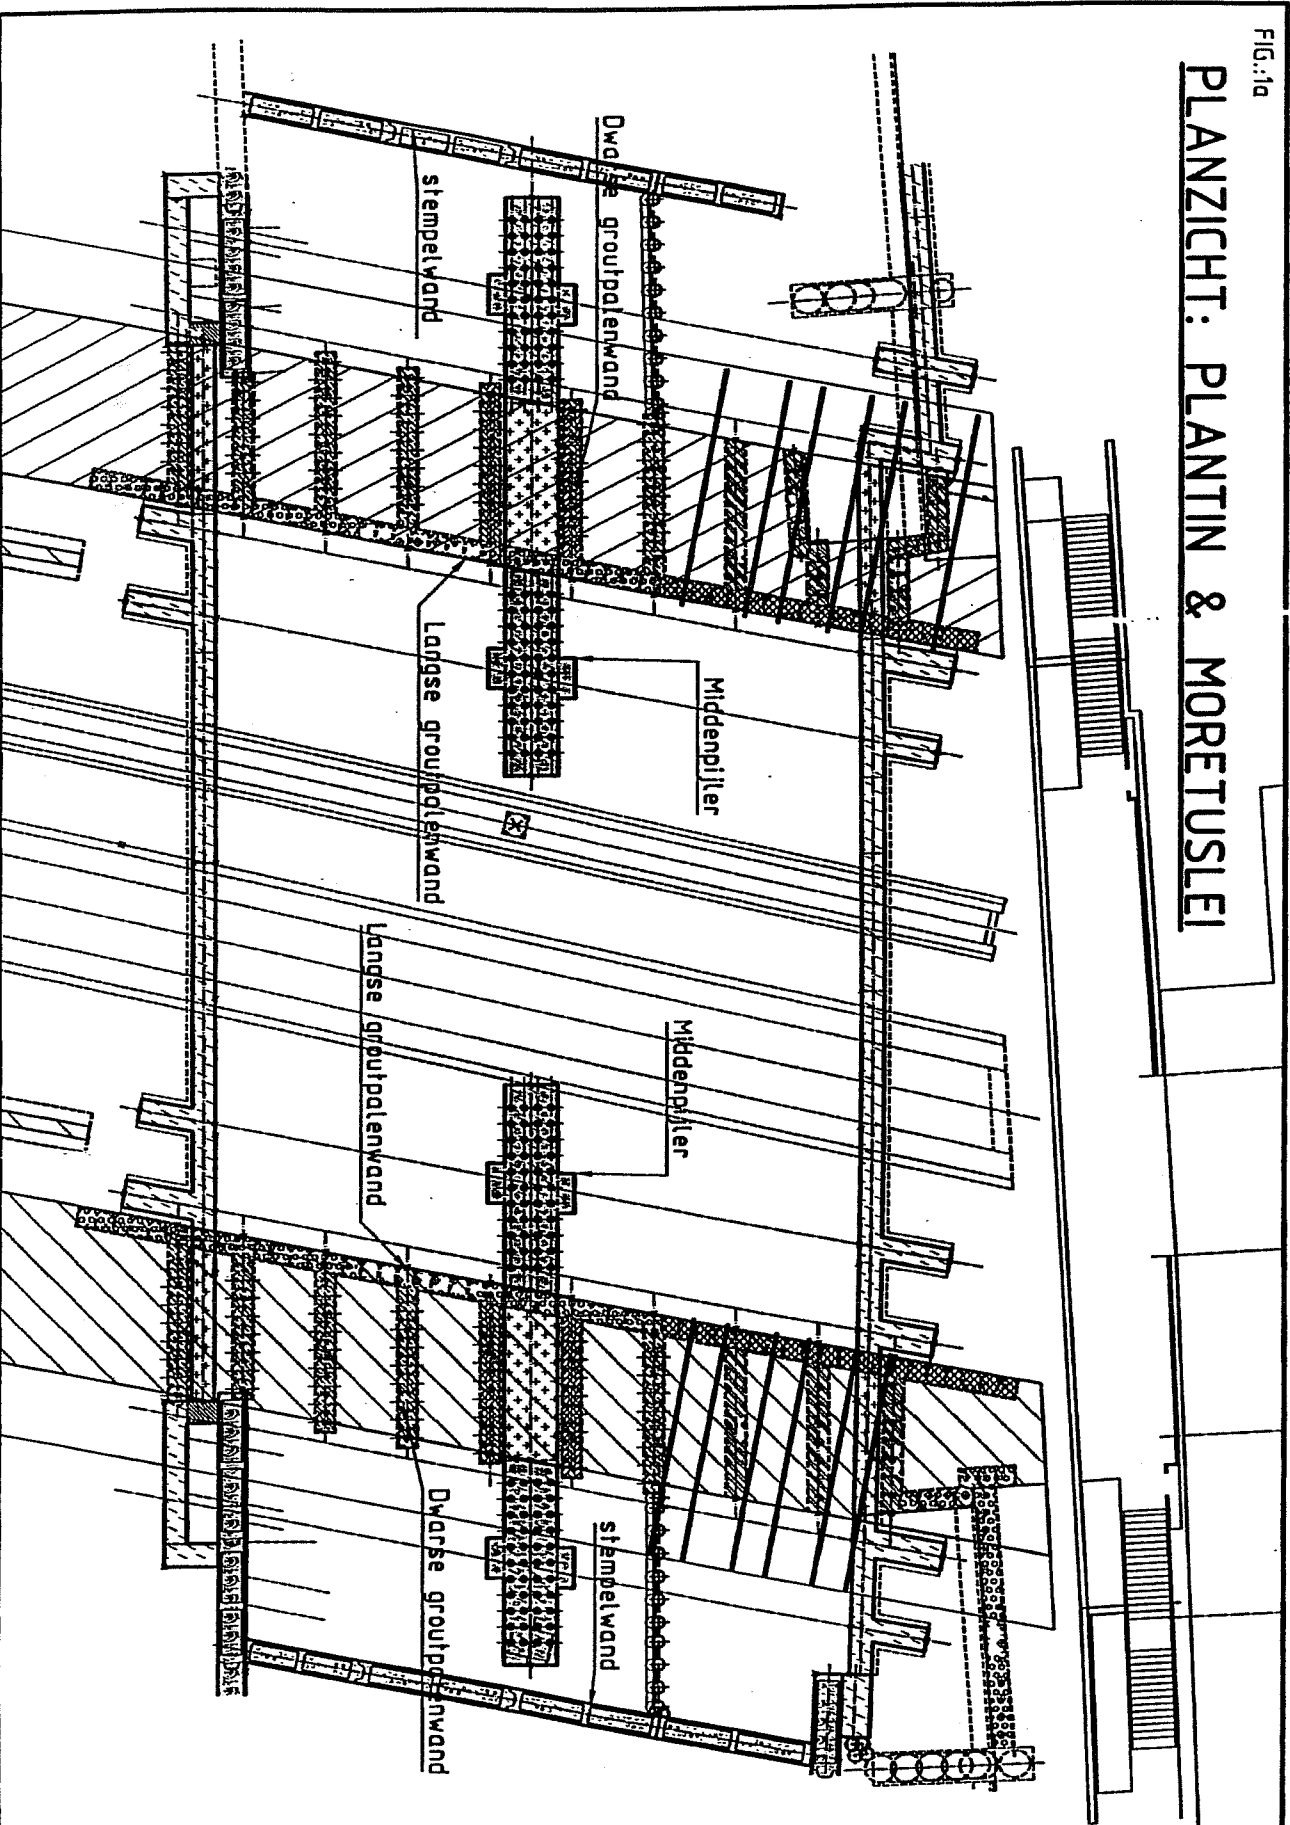 FIG.:1a
PLANZICHT: PLANTIN & MORETUSLEI
Dwarse groutpalenwand
stempelwand
Middenpijler
Langse groutpalenwand
Middenpijler
Langse groutpalenwand
stempelwand
Dwarse groutpalenwand